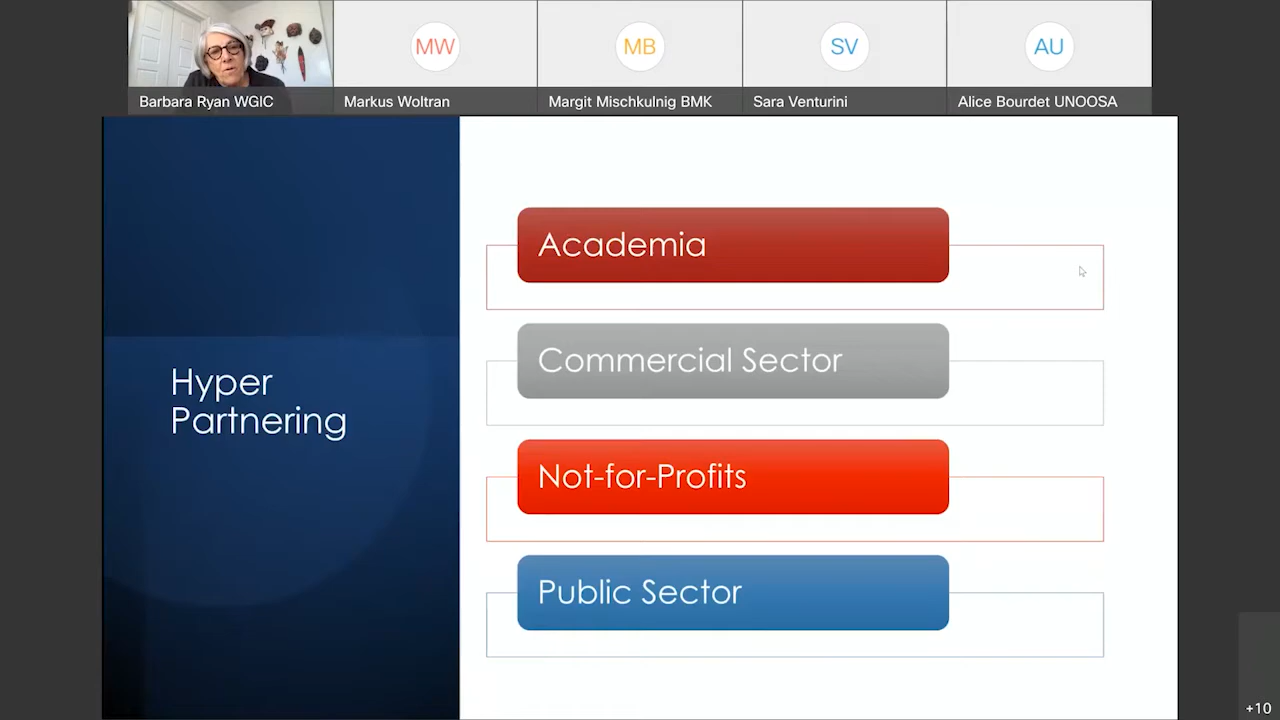 MW
MB
SV
AU
Barbara Ryan WGIC
Markus Woltran
Margit Mischkulnig BMK
Sara Venturini
Alice Bourdet UNOOSA
Hyper
Partnering
Academia
Commercial Sector
Not-for-Profits
Public Sector
+10